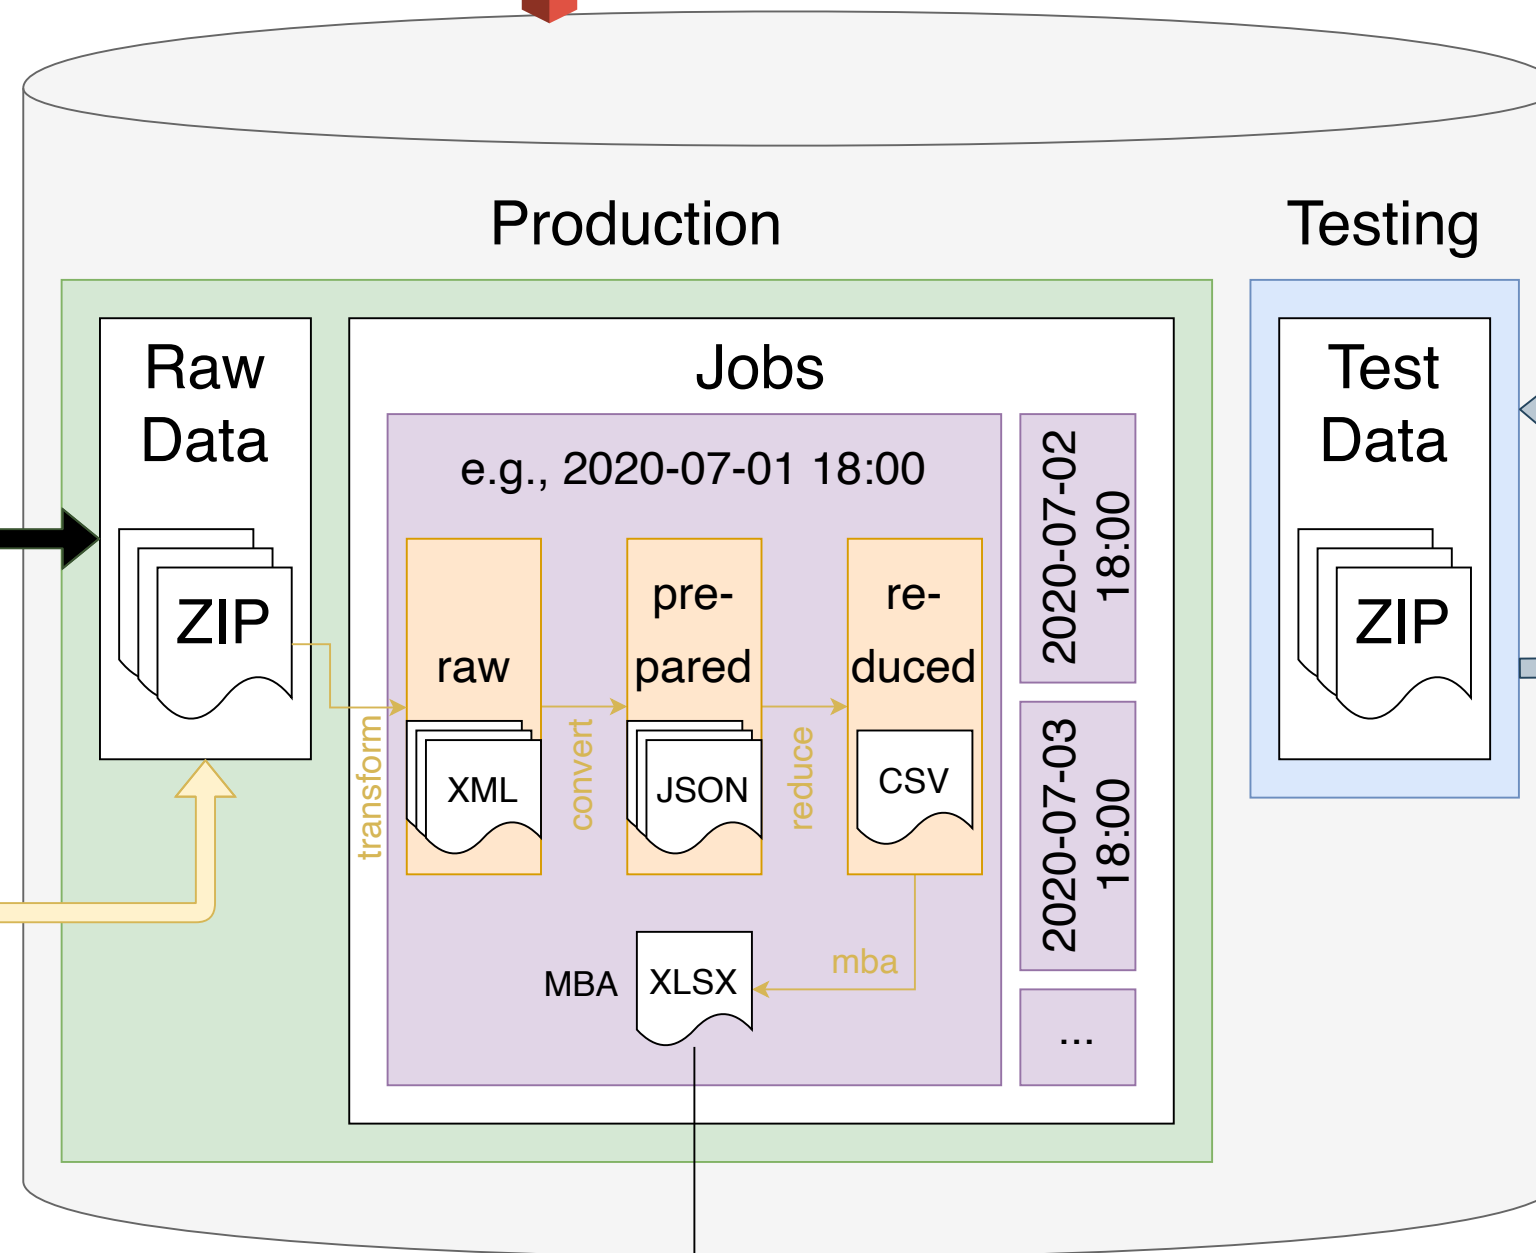 Production
Testing
Raw
Data
ZIP
Jobs
e.g., 2020-07-01 18:00
raw
XML
pre-
pared
JSON
re-
duced
CSV
transform
convert
reduce
mba
MBA
XLSX
2020-07-02
18:00
2020-07-03
18:00
...
Test
Data
ZIP